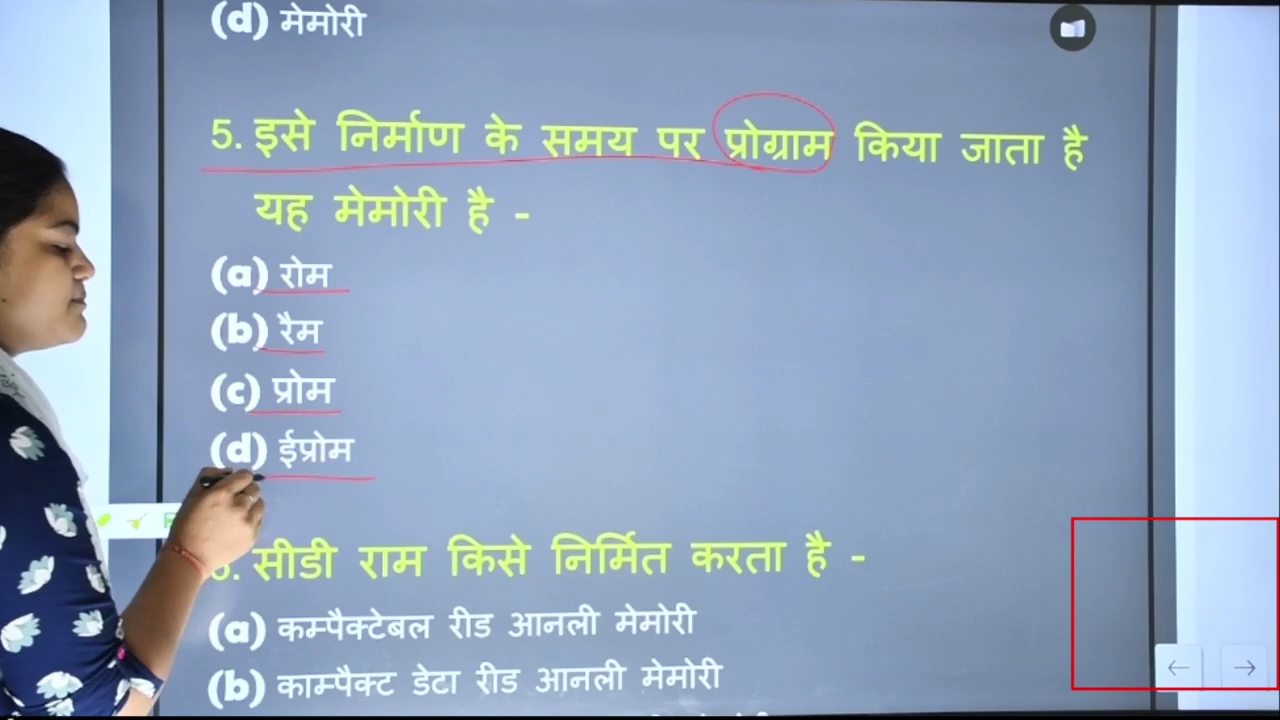 (d) मेमोरी
5. इसे निर्माण के समय पर प्रोग्राम किया जाता है
यह मेमोरी है -
(a) रोम
(b) रैम
(c) प्रोम
(d) ईप्रोम
सीडी राम किसे निर्मित करता है -
(a) कम्पैक्टेबल रीड आनली मेमोरी
(b) काम्पैक्ट डेटा रीड आनली मेमोरी